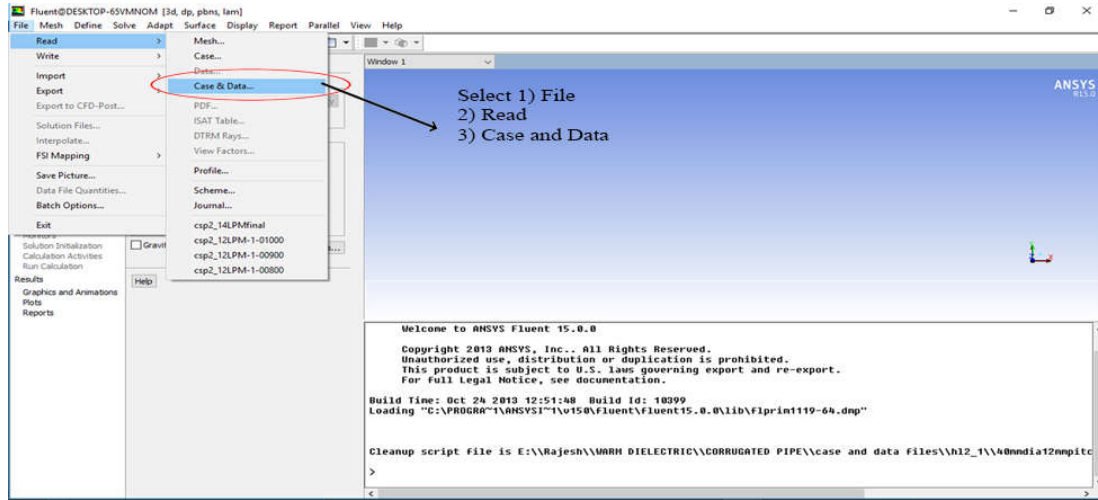 Fluent@DESKTOP-65VMNOM [3d, dp, pbns, lam]
File Mesh Define Solve Adapt Surface Display Report Parallel View Help
Read
Write
Import
Export
Export to CFD-Post...
Solution Files...
Interpolate...
FSI Mapping
Save Picture...
Data File Quantities...
Batch Options...
Exit
Mesh...
Case...
Data...
Case & Data...
PDF...
ISAT Table...
DTRM Rays...
View Factors...
Profile...
Scheme...
Journal...
csp2_14LPMfinal
csp2_12LPM-1-01000
csp2_12LPM-1-00900
csp2_12LPM-1-00800
Monitors
Solution Initialization
Calculation Activities
Run Calculation
Results
Graphics and Animations
Plots
Reports
Gravit
Help
Window 1
Select 1) File
2) Read
3) Case and Data
ANSYS
R15.0
Welcome to ANSYS Fluent 15.0.0
Copyright 2013 ANSYS, Inc.. All Rights Reserved.
Unauthorized use, distribution or duplication is prohibited.
This product is subject to U.S. laws governing export and re-export.
For full Legal Notice, see documentation.
Build Time: Oct 24 2013 12:51:48 Build Id: 10399
Loading "C:\PROGRA~1\ANSYSI~1\v150\fluent\fluent15.0.0\lib\flprim1119-64.dmp"
Cleanup script file is E:\\Rajesh\\WARM DIELECTRIC\\CORRUGATED PIPE\\case and data files\\hl2_1\\40mmdia12mmpitc
>